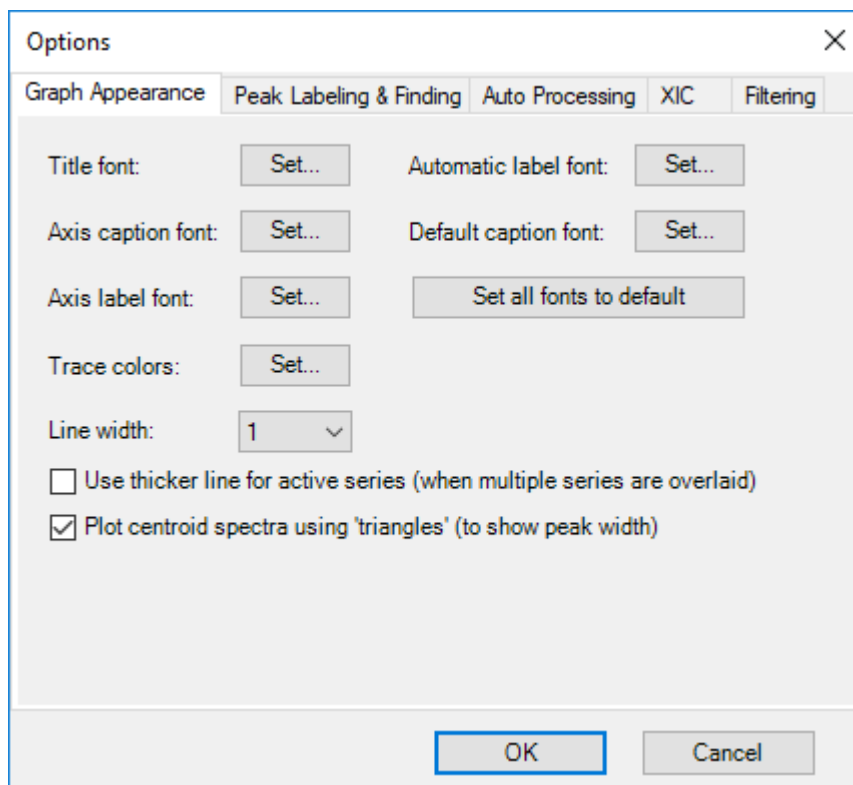 Options
Graph Appearance Peak Labeling & Finding Auto Processing XIC Filtering
Title font: Set... Automatic label font: Set...
Axis caption font: Set... Default caption font: Set...
Axis label font: Set... Set all fonts to default
Trace colors: Set...
Line width: 1
Use thicker line for active series (when multiple series are overlaid)
Plot centroid spectra using 'triangles' (to show peak width)
OK Cancel